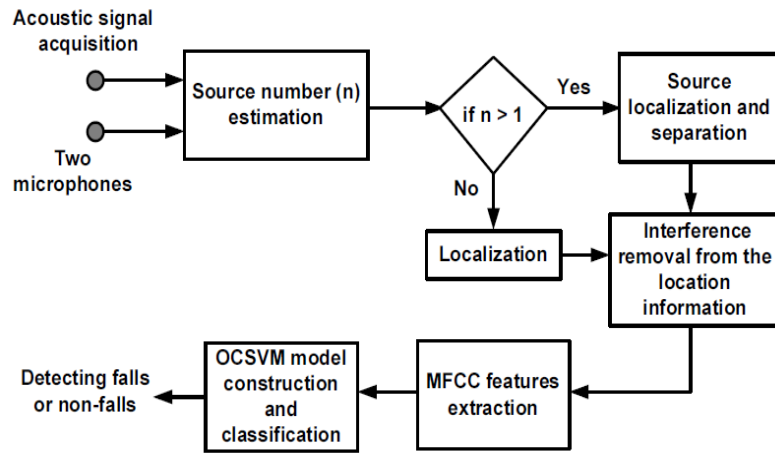 Acoustic signal
acquisition
Two
microphones
Source number (n)
estimation
if n > 1
Yes
No
Source
localization and
separation
Localization
Interference
removal from the
location
information
MFCC features
extraction
OCSVM model
construction
and
classification
Detecting falls
or non-falls